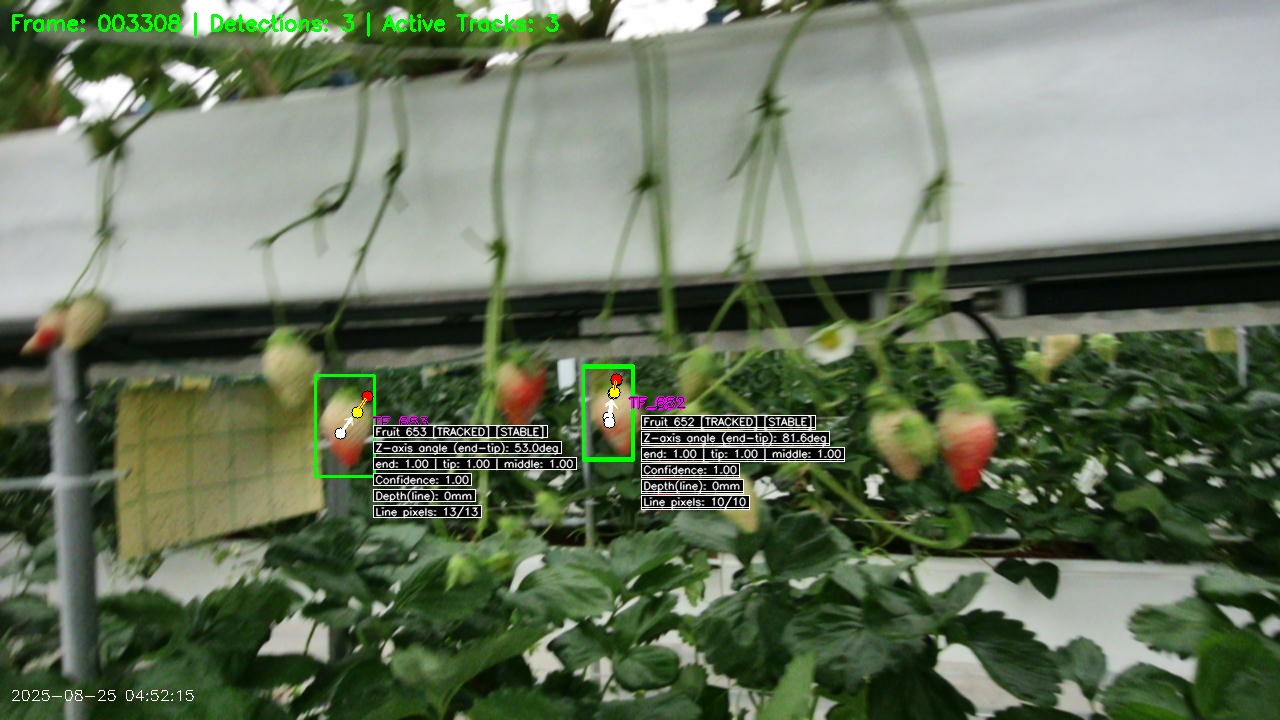 Frame: 003308 | Detections: 3 | Active Tracks: 3
TF_653
Fruit 653 [TRACKED] [STABLE]
Z-axis angle (end-tip): 53.0deg
end: 1.00 | tip: 1.00 | middle: 1.00
Confidence: 1.00
Depth(line): 0mm
Line pixels: 13/13
TF_652
Fruit 652 [TRACKED] [STABLE]
Z-axis angle (end-tip): 81.6deg
end: 1.00 | tip: 1.00 | middle: 1.00
Confidence: 1.00
Depth(line): 0mm
Line pixels: 10/10
2025-08-25 04:52:15